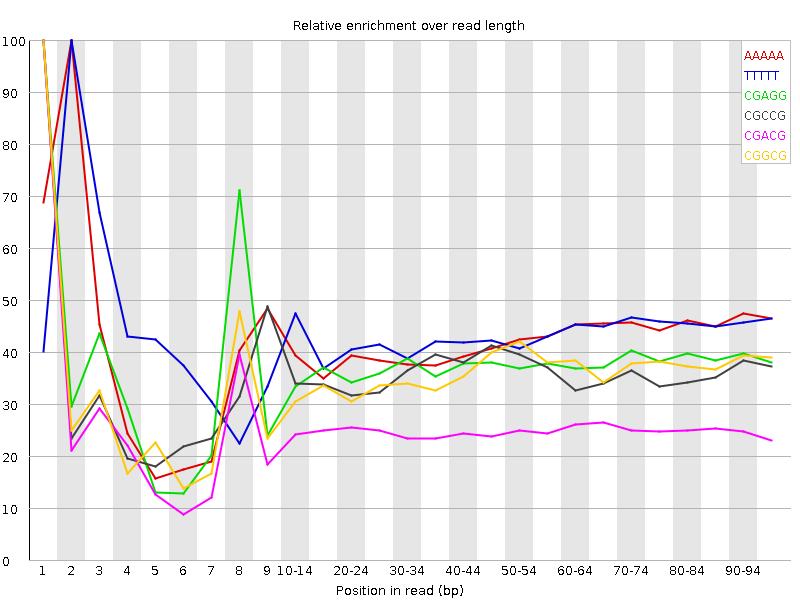 Relative enrichment over read length
100
90
80
70
60
50
40
30
20
10
0
AAAAA
TTTTT
CGAGG
CGCCG
CGACG
CGGCG
1 2 3 4 5 6 7 8 9 10-14 20-24 30-34 40-44 50-54 60-64 70-74 80-84 90-94
Position in read (bp)